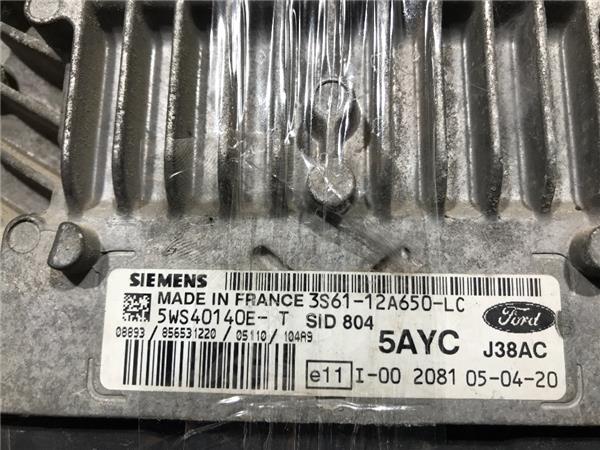 SIEMENS
MADE IN FRANCE 3S61-12A650-LC
5WS40140E- T SID 804
Ford
08893/ 856531220 /05110/ 104A9
5AYC J38AC
e11 I-00 2081 05-04-20